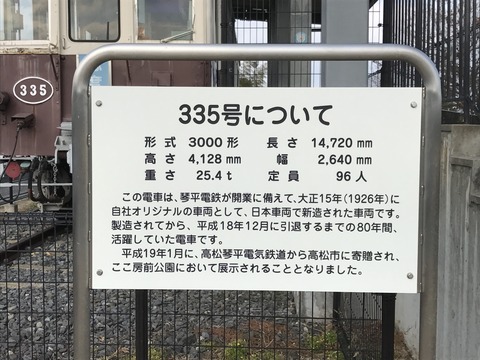 335
335号について
形式 3000形 長さ 14,720mm
高さ 4,128mm 幅 2,640mm
重さ 25.4t 定員 96人
この電車は、琴平電鉄が開業に備えて、大正15年(1926年)に
自社オリジナルの車両として、日本車両で新造された車両です。
製造されてから、平成18年12月に引退するまでの80年間、
活躍していた電車です。
平成19年1月に、高松琴平電気鉄道から高松市に寄贈され、
ここ房前公園において展示されることとなりました。